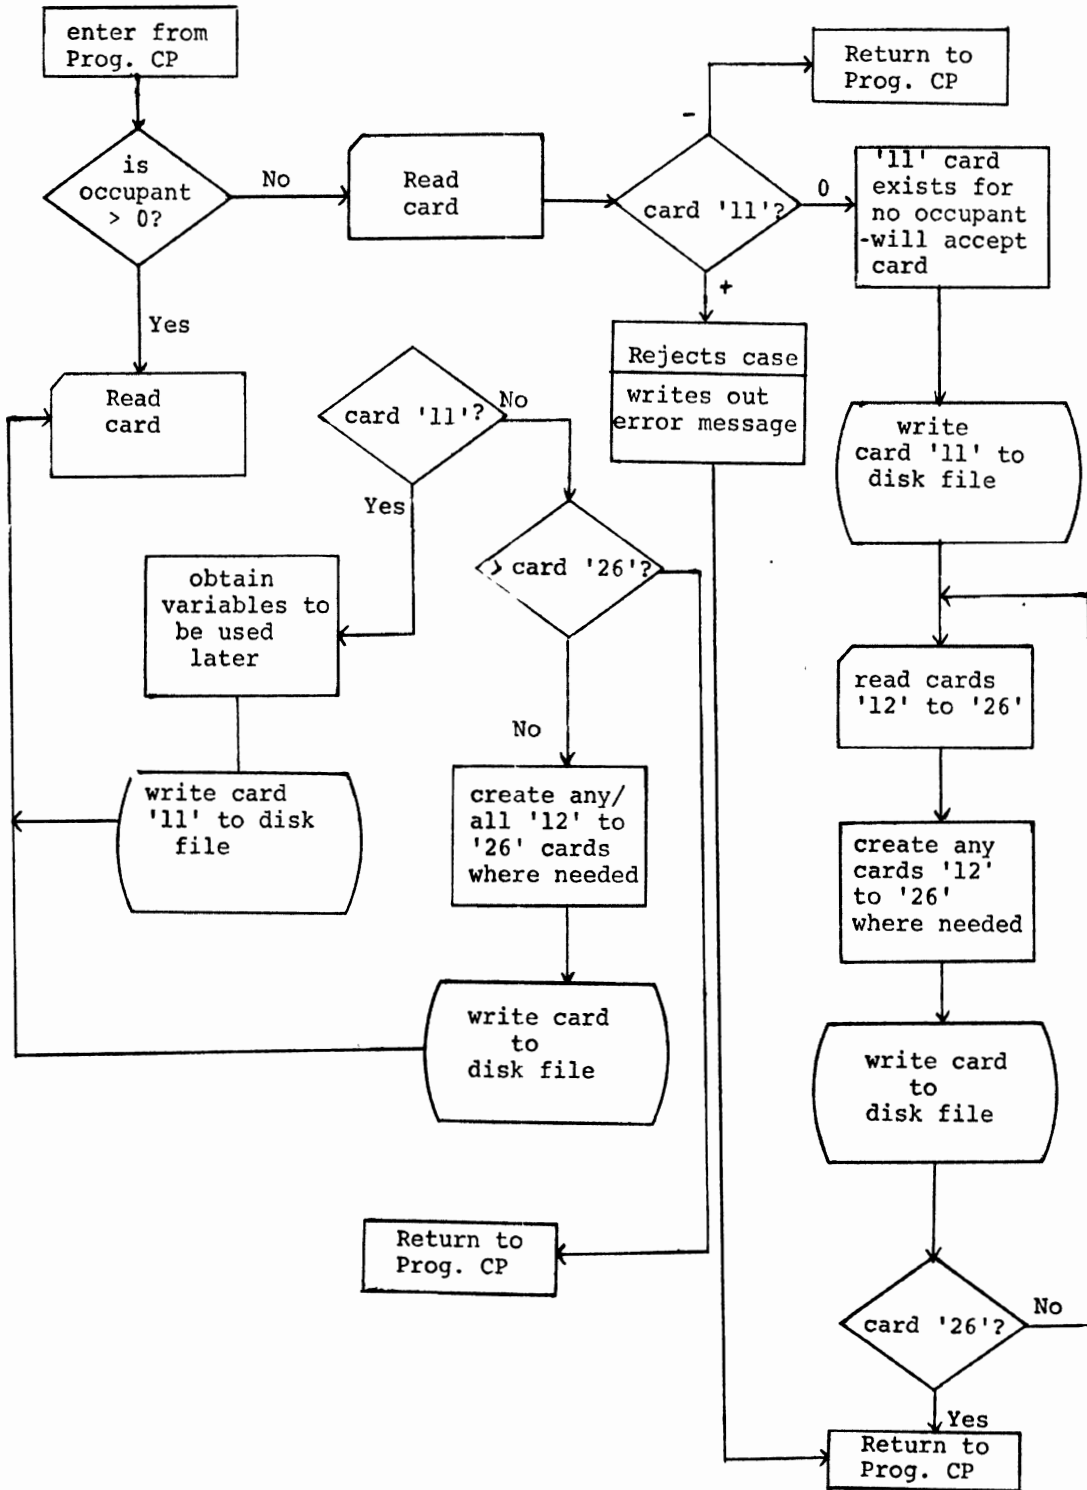 enter from
Prog. CP
is
occupant
> 0?
No
Yes
Read
card
Read
card
card '11'?
-
0
+
Return to
Prog. CP
'11' card
exists for
no occupant
-will accept
card
Rejects case
writes out
error message
write
card '11' to
disk file
card '11'?
No
Yes
obtain
variables to
be used
later
write card
'11' to disk
file
> card '26'?
No
create any/
all '12' to
'26' cards
where needed
write card
to
disk file
Return to
Prog. CP
read cards
'12' to '26'
create any
cards '12'
to '26'
where needed
write card
to
disk file
card '26'?
No
Yes
Return to
Prog. CP